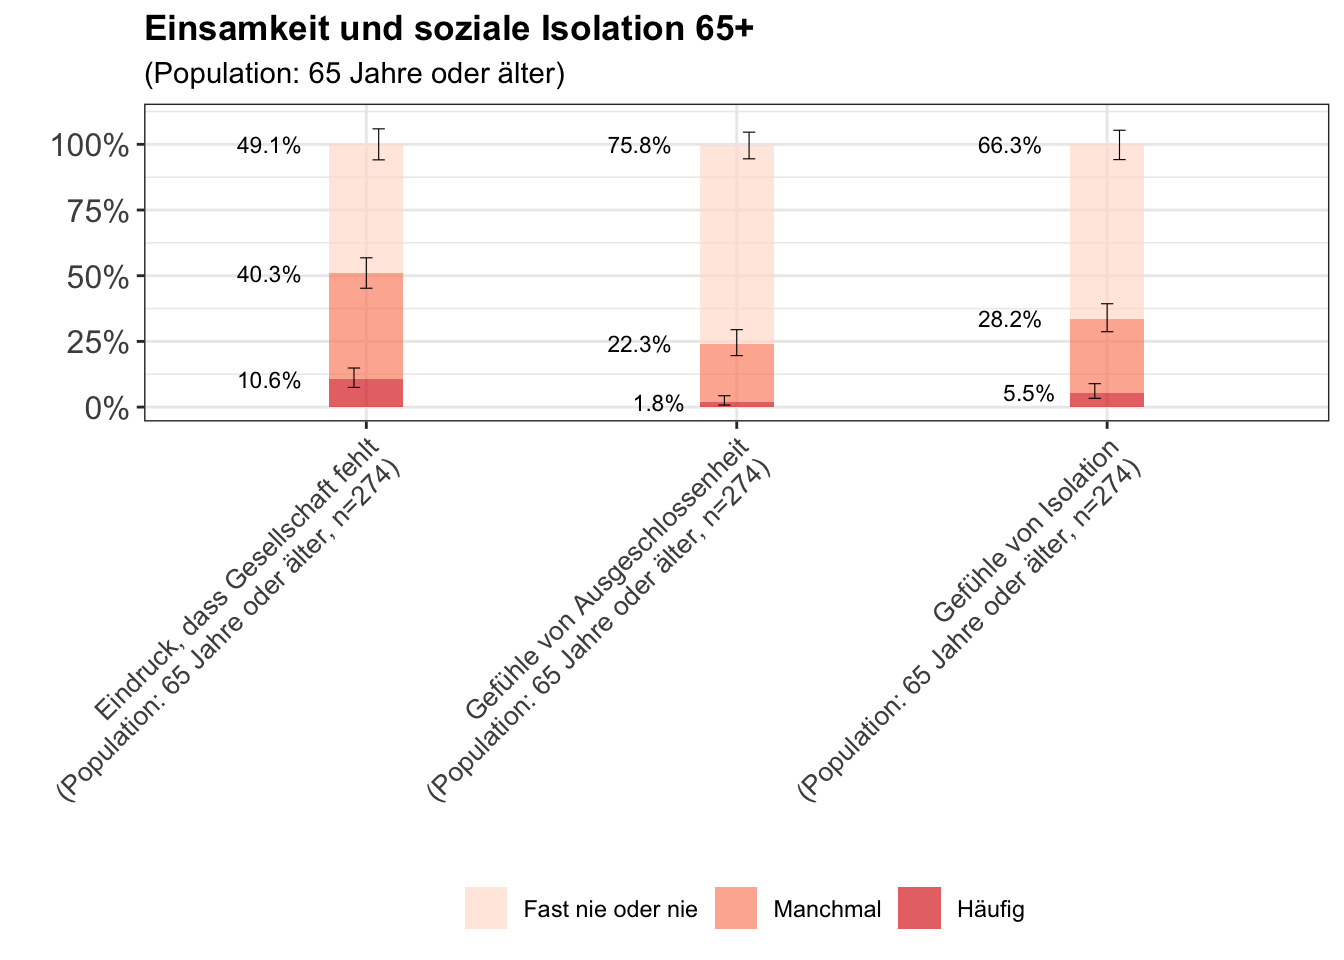 Einsamkeit und soziale Isolation 65+
(Population: 65 Jahre oder älter)
100%
75%
50%
25%
0%
49.1%
40.3%
10.6%
75.8%
22.3%
1.8%
66.3%
28.2%
5.5%
Eindruck, dass Gesellschaft fehlt
(Population: 65 Jahre oder älter, n=274)
Gefühle von Ausgeschlossenheit
(Population: 65 Jahre oder älter, n=274)
Gefühle von Isolation
(Population: 65 Jahre oder älter, n=274)
Fast nie oder nie
Manchmal
Häufig